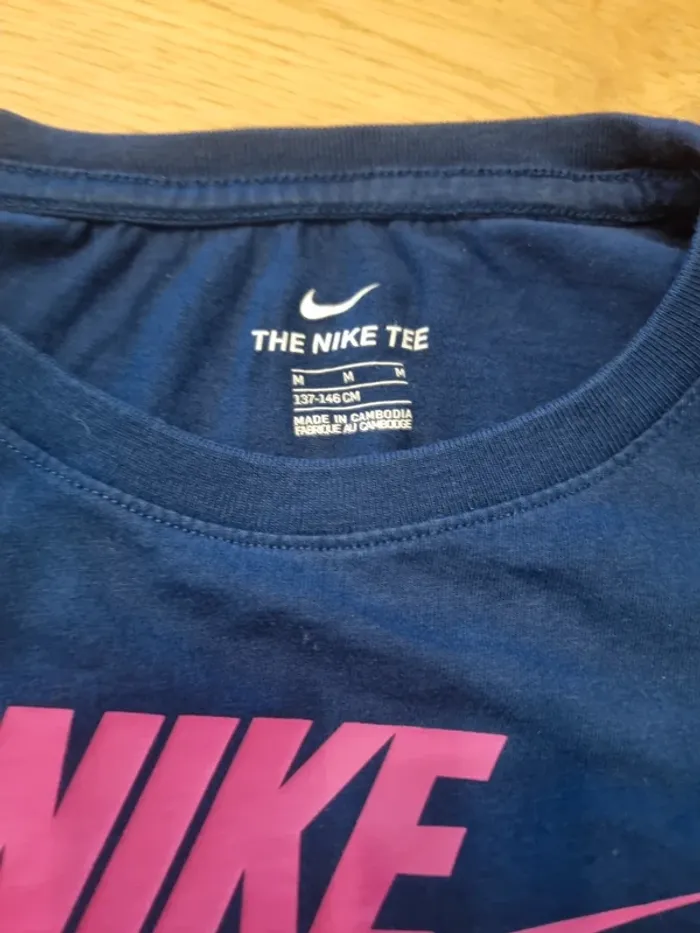 THE NIKE TEE
M M M
137-146 CM
MADE IN CAMBODIA
FABRIQUE AU CAMBODGE
NIKE